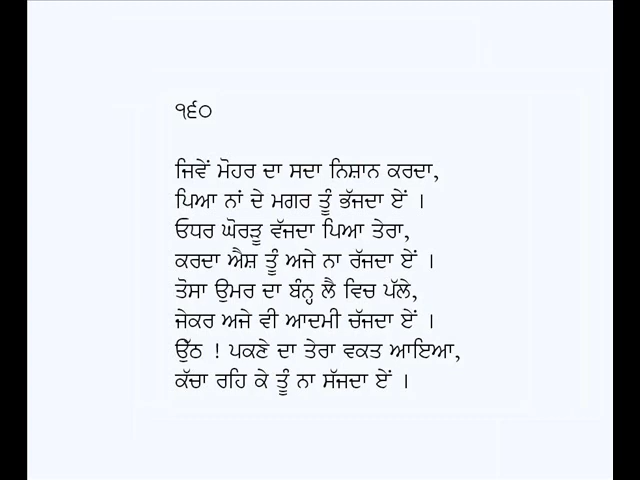 ੧੬੦
ਜਿਵੇਂ ਮੋਹਰ ਦਾ ਸਦਾ ਨਿਸ਼ਾਨ ਕਰਦਾ,
ਪਿਆ ਨਾਂ ਦੇ ਮਗਰ ਤੂੰ ਭੱਜਦਾ ਏਂ ।
ਓਧਰ ਘੋਰੜੂ ਵੱਜਦਾ ਪਿਆ ਤੇਰਾ,
ਕਰਦਾ ਐਸ਼ ਤੂੰ ਅਜੇ ਨਾ ਰੱਜਦਾ ਏਂ ।
ਤੋਸਾ ਉਮਰ ਦਾ ਬੰਨ੍ਹ ਲੈ ਵਿਚ ਪੱਲੇ,
ਜੇਕਰ ਅਜੇ ਵੀ ਆਦਮੀ ਚੱਜਦਾ ਏਂ ।
ਉੱਠ ! ਪਕਣੇ ਦਾ ਤੇਰਾ ਵਕਤ ਆਇਆ,
ਕੱਚਾ ਰਹਿ ਕੇ ਤੂੰ ਨਾ ਸੱਜਦਾ ਏਂ ।